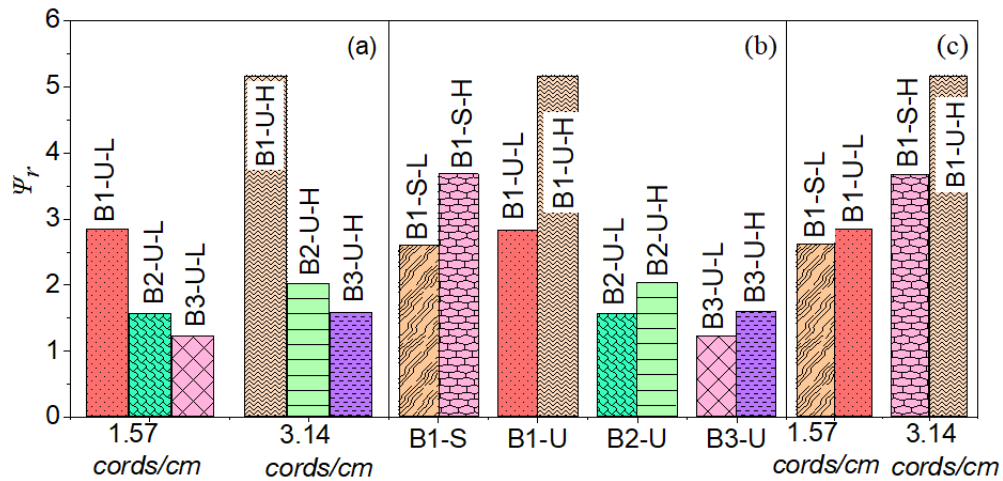 6
5
4
3
2
1
0
Ψr
(a)
(b)
(c)
B1-U-L
B2-U-L
B3-U-L
B1-U-H
B2-U-H
B3-U-H
B1-S-L
B1-S-H
B1-U-L
B1-U-H
B2-U-L
B2-U-H
B3-U-L
B3-U-H
B1-S-L
B1-U-L
B1-S-H
B1-U-H
1.57
cords/cm
3.14
cords/cm
B1-S
B1-U
B2-U
B3-U
1.57
cords/cm
3.14
cords/cm